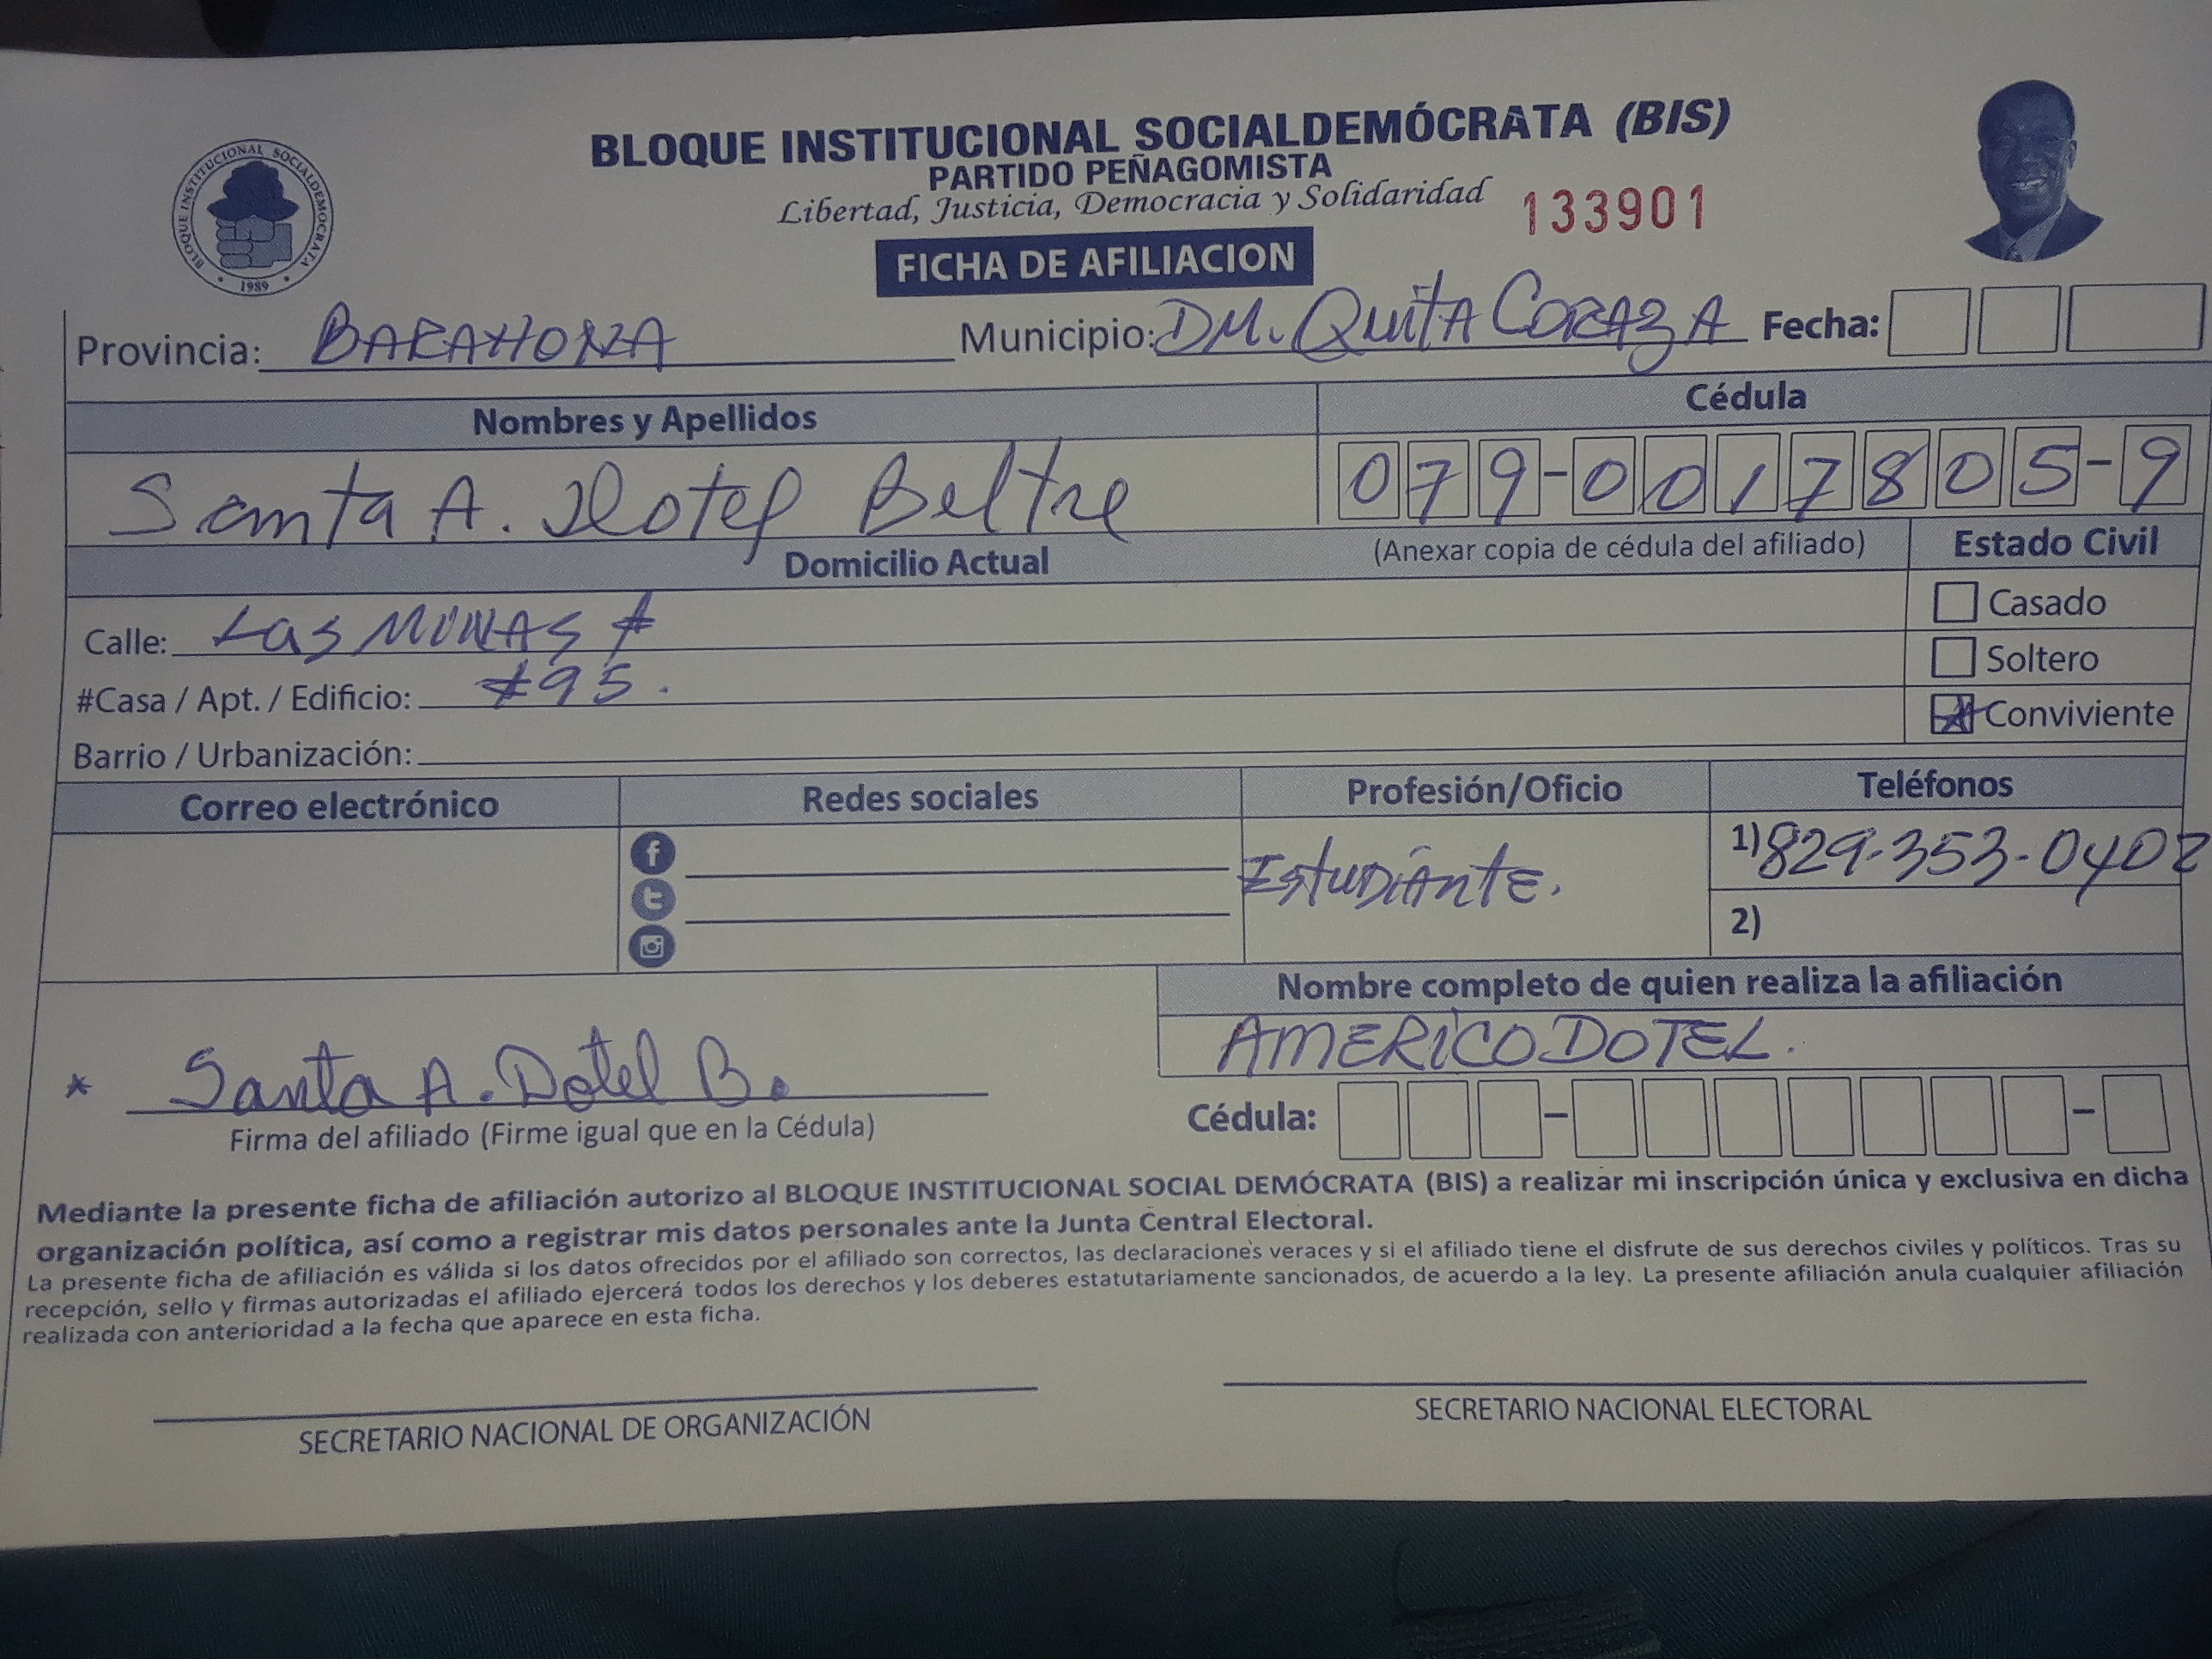 BLOQUE INSTITUCIONAL SOCIALDEMÓCRATA (BIS)
PARTIDO PEÑAGOMISTA
Libertad, Justicia, Democracia y Solidaridad
133901
BLOQUE INSTITUCIONAL SOCIALDEMOCRATA
1989
FICHA DE AFILIACION
Provincia: BARAHONA Municipio: DM. QUITA CORAZA Fecha:
Nombres y Apellidos Cédula
Santa A. Dotel Beltre 079-0017805-9
Domicilio Actual (Anexar copia de cédula del afiliado) Estado Civil
Calle: Las MINAS #
Casado
#Casa / Apt. / Edificio: #95.
Soltero
Barrio / Urbanización:
Conviviente
Correo electrónico Redes sociales Profesión/Oficio Teléfonos
Estudiante. 1) 829-353-0402
2)
Nombre completo de quien realiza la afiliación
AMERICO DOTEL.
* Santa A. Dotel B.
Firma del afiliado (Firme igual que en la Cédula)
Cédula: - -
Mediante la presente ficha de afiliación autorizo al BLOQUE INSTITUCIONAL SOCIAL DEMÓCRATA (BIS) a realizar mi inscripción única y exclusiva en dicha
organización política, así como a registrar mis datos personales ante la Junta Central Electoral.
La presente ficha de afiliación es válida si los datos ofrecidos por el afiliado son correctos, las declaraciones veraces y si el afiliado tiene el disfrute de sus derechos civiles y políticos. Tras su
recepción, sello y firmas autorizadas el afiliado ejercerá todos los derechos y los deberes estatutariamente sancionados, de acuerdo a la ley. La presente afiliación anula cualquier afiliación
realizada con anterioridad a la fecha que aparece en esta ficha.
SECRETARIO NACIONAL DE ORGANIZACIÓN SECRETARIO NACIONAL ELECTORAL